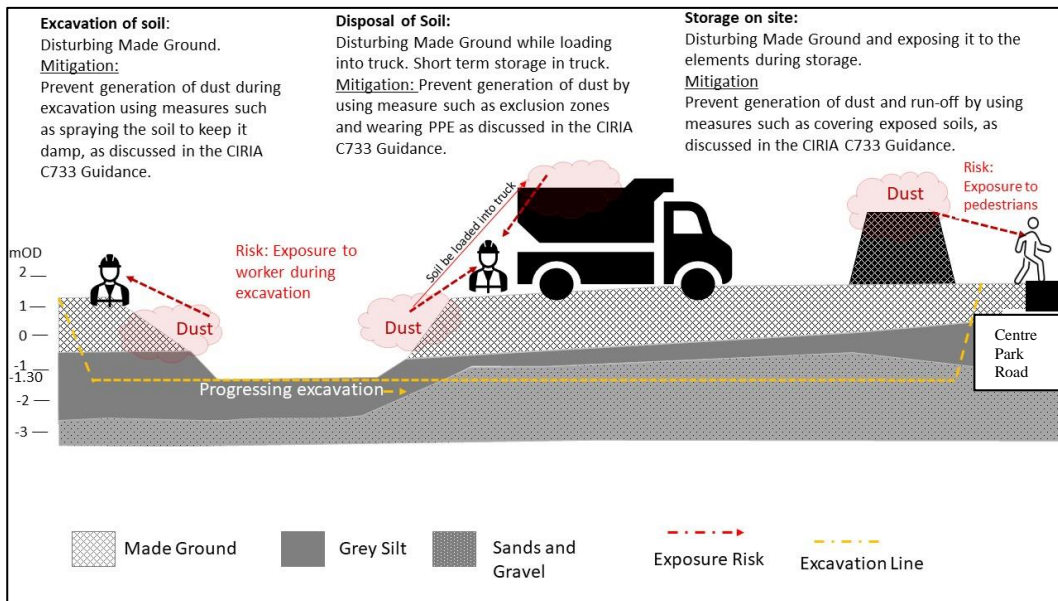 Excavation of soil:
Disturbing Made Ground.
Mitigation:
Prevent generation of dust during
excavation using measures such
as spraying the soil to keep it
damp, as discussed in the CIRIA
C733 Guidance.
Disposal of Soil:
Disturbing Made Ground while loading
into truck. Short term storage in truck.
Mitigation: Prevent generation of dust by
using measure such as exclusion zones
and wearing PPE as discussed in the CIRIA
C733 Guidance.
Storage on site:
Disturbing Made Ground and exposing it to the
elements during storage.
Mitigation
Prevent generation of dust and run-off by using
measures such as covering exposed soils, as
discussed in the CIRIA C733 Guidance.
Dust
Risk:
Exposure to
pedestrians
Dust
Soil be loaded into truck
Risk: Exposure to
worker during
excavation
mOD
2
1
0
-1
-1.30
-2
-3
Dust
Dust
Centre
Park
Road
Progressing excavation
Made Ground
Grey Silt
Sands and
Gravel
Exposure Risk
Excavation Line